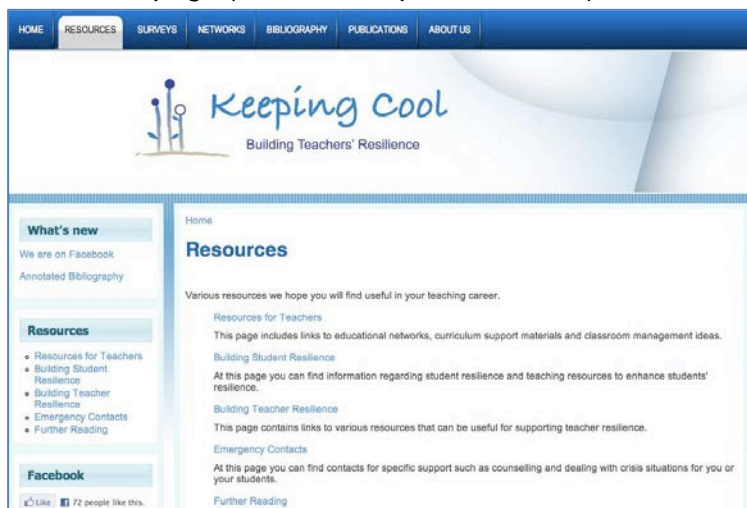 HOME RESOURCES SURVEYS NETWORKS BIBLIOGRAPHY PUBLICATIONS ABOUT US
Keeping Cool
Building Teachers' Resilience
What's new
We are on Facebook
Annotated Bibliography
Resources
Resources for Teachers
Building Student
Resilience
Building Teacher
Resilience
Emergency Contacts
Further Reading
Facebook
Like 72 people like this.
Home
Resources
Various resources we hope you will find useful in your teaching career.
Resources for Teachers
This page includes links to educational networks, curriculum support materials and classroom management ideas.
Building Student Resilience
At this page you can find information regarding student resilience and teaching resources to enhance students'
resilience.
Building Teacher Resilience
This page contains links to various resources that can be useful for supporting teacher resilience.
Emergency Contacts
At this page you can find contacts for specific support such as counselling and dealing with crisis situations for you or
your students.
Further Reading